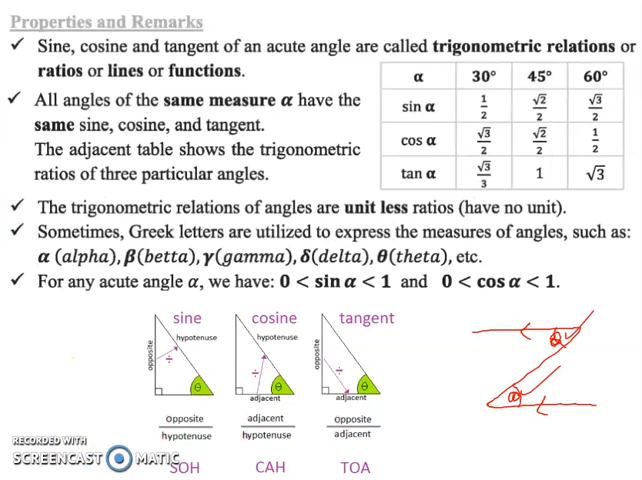 Properties and Remarks
✓ Sine, cosine and tangent of an acute angle are called trigonometric relations or
ratios or lines or functions.
✓ All angles of the same measure α have the
same sine, cosine, and tangent.
The adjacent table shows the trigonometric
ratios of three particular angles.
α 30° 45° 60°
sin α 1/2 √2/2 √3/2
cos α √3/2 √2/2 1/2
tan α √3/3 1 √3
✓ The trigonometric relations of angles are unit less ratios (have no unit).
✓ Sometimes, Greek letters are utilized to express the measures of angles, such as:
α (alpha), β(betta), γ(gamma), δ(delta), θ(theta), etc.
✓ For any acute angle α, we have: 0 < sin α < 1 and 0 < cos α < 1.
sine cosine tangent
hypotenuse hypotenuse
opposite opposite
÷ ÷ ÷
θ θ θ
adjacent adjacent
opposite adjacent opposite
hypotenuse hypotenuse adjacent
SOH CAH TOA
RECORDED WITH
SCREENCAST MATIC